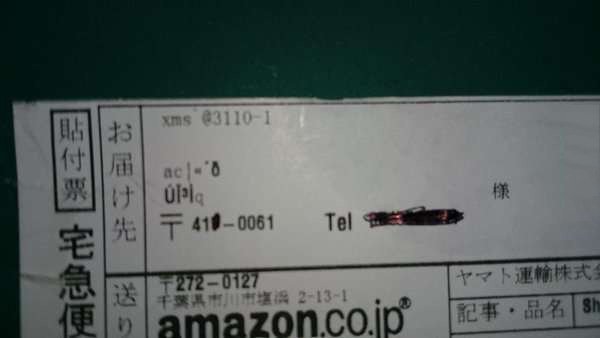 貼付票
宅急便
お届け先
xms @3110-1
様
〒 41 -0061 Tel
送り
〒272-0127
千葉県市川市塩浜 2-13-1
amazon.co.jp®
ヤマト運輸株式会
記事・品名 Sh